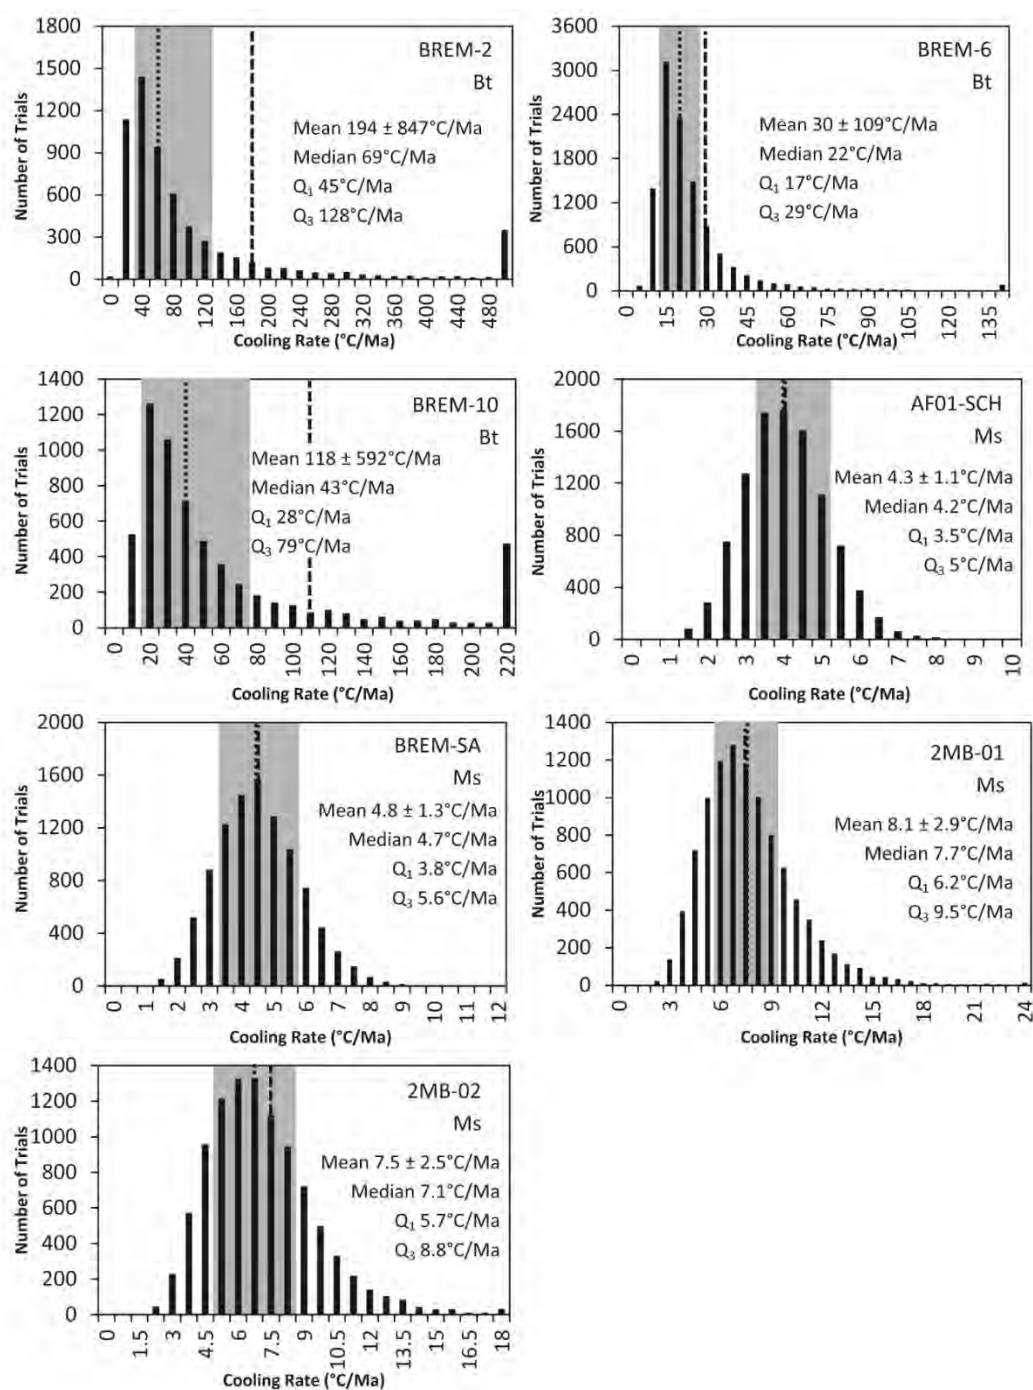 1800
1500
1200
900
600
300
0
Number of Trials
BREM-2
Bt
Mean 194 ± 847°C/Ma
Median 69°C/Ma
Q1 45°C/Ma
Q3 128°C/Ma
0 40 80 120 160 200 240 280 320 360 400 440 480 500
Cooling Rate (°C/Ma)
3600
3000
2400
1800
1200
600
0
Number of Trials
BREM-6
Bt
Mean 30 ± 109°C/Ma
Median 22°C/Ma
Q1 17°C/Ma
Q3 29°C/Ma
0 15 30 45 60 75 90 105 120 135
Cooling Rate (°C/Ma)
1400
1200
1000
800
600
400
200
0
Number of Trials
BREM-10
Bt
Mean 118 ± 592°C/Ma
Median 43°C/Ma
Q1 28°C/Ma
Q3 79°C/Ma
0 20 40 60 80 100 120 140 160 180 200 220
Cooling Rate (°C/Ma)
2000
1600
1200
800
400
0
Number of Trials
AF01-SCH
Ms
Mean 4.3 ± 1.1°C/Ma
Median 4.2°C/Ma
Q1 3.5°C/Ma
Q3 5°C/Ma
0 1 2 3 4 5 6 7 8 9 10
Cooling Rate (°C/Ma)
2000
1600
1200
800
400
0
Number of Trials
BREM-SA
Ms
Mean 4.8 ± 1.3°C/Ma
Median 4.7°C/Ma
Q1 3.8°C/Ma
Q3 5.6°C/Ma
0 1 2 3 4 5 6 7 8 9 10 11 12
Cooling Rate (°C/Ma)
1400
1200
1000
800
600
400
200
0
Number of Trials
2MB-01
Ms
Mean 8.1 ± 2.9°C/Ma
Median 7.7°C/Ma
Q1 6.2°C/Ma
Q3 9.5°C/Ma
0 3 6 9 12 15 18 21 24
Cooling Rate (°C/Ma)
1400
1200
1000
800
600
400
200
0
Number of Trials
2MB-02
Ms
Mean 7.5 ± 2.5°C/Ma
Median 7.1°C/Ma
Q1 5.7°C/Ma
Q3 8.8°C/Ma
0 1.5 3 4.5 6 7.5 9 10.5 12 13.5 15 16.5 18
Cooling Rate (°C/Ma)